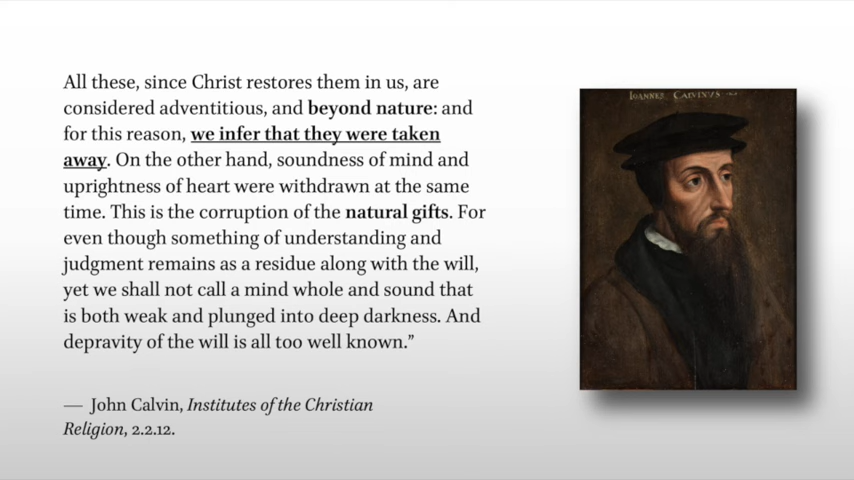 All these, since Christ restores them in us, are
considered adventitious, and beyond nature: and
for this reason, we infer that they were taken
away. On the other hand, soundness of mind and
uprightness of heart were withdrawn at the same
time. This is the corruption of the natural gifts. For
even though something of understanding and
judgment remains as a residue along with the will,
yet we shall not call a mind whole and sound that
is both weak and plunged into deep darkness. And
depravity of the will is all too well known.”
— John Calvin, Institutes of the Christian
Religion, 2.2.12.
IOANNES CALVINVS